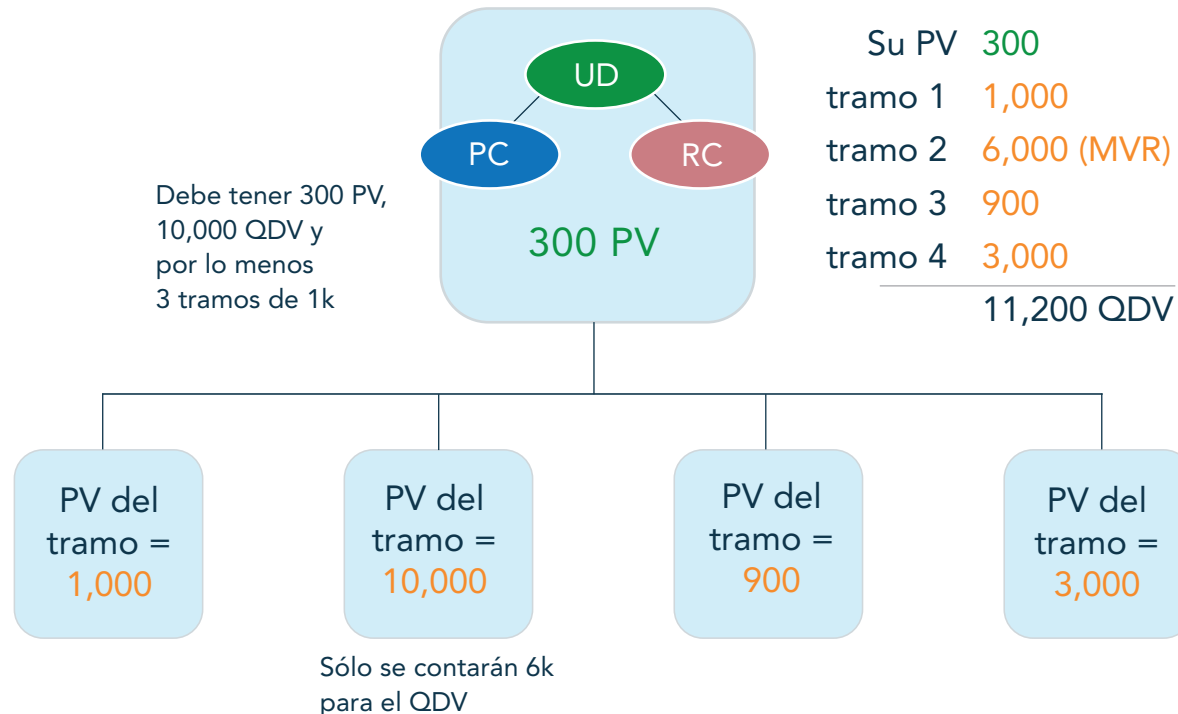 UD
PC
RC
300 PV
Debe tener 300 PV,
10,000 QDV y
por lo menos
3 tramos de 1k
Su PV 300
tramo 1 1,000
tramo 2 6,000 (MVR)
tramo 3 900
tramo 4 3,000
11,200 QDV
PV del
tramo =
1,000
PV del
tramo =
10,000
Sólo se contarán 6k
para el QDV
PV del
tramo =
900
PV del
tramo =
3,000